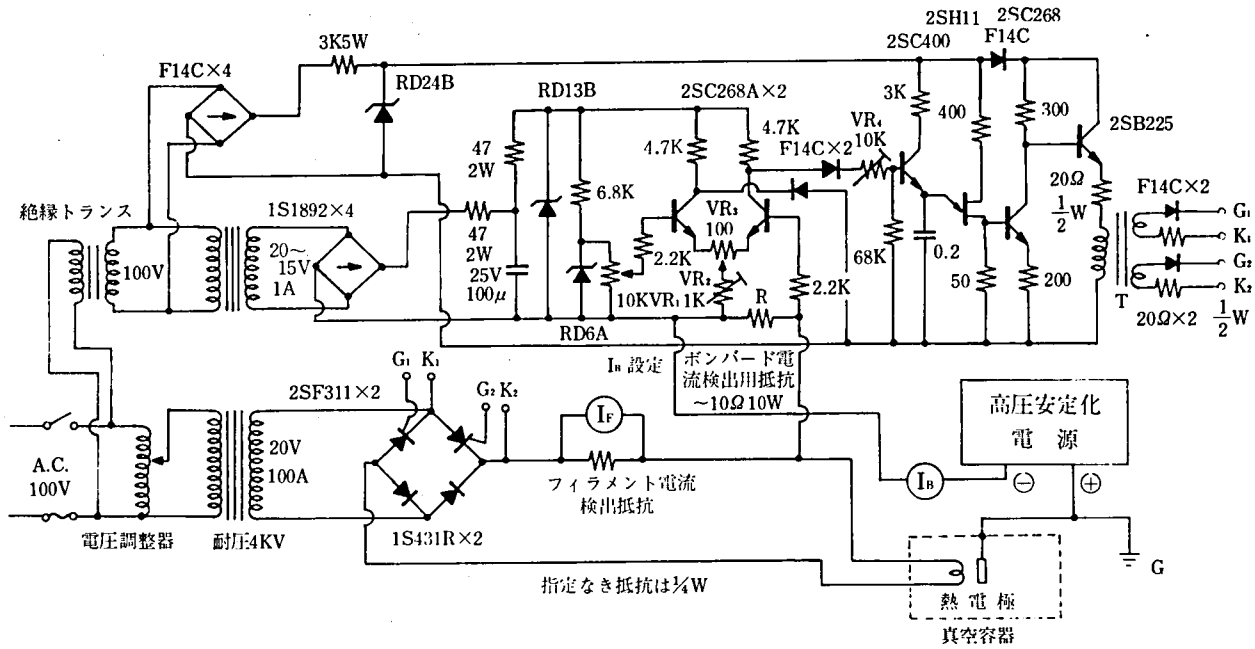 2SH11
2SC268
2SC400
F14C
3K5W
F14C×4
RD24B
RD13B
2SC268A×2
3K
400
300
2SB225
VR₄
10K
4.7K
4.7K
F14C×2
47
2W
6.8K
20Ω
1/2 W
F14C×2
G₁
K₁
G₂
K₂
絶縁トランス
1S1892×4
VR₃
100
47
2W
2.2K
68K
0.2
50
200
100V
20〜
15V
1A
25V
100μ
10KVR₁
VR₂
1K
2.2K
R
T
20Ω×2
1/2 W
RD6A
IB 設定
ボンバード電
流検出用抵抗
〜10Ω10W
G₁
K₁
G₂
K₂
2SF311×2
高圧安定化
電源
IF
20V
100A
A.C.
100V
フィラメント電流
検出抵抗
IB
⊖
⊕
電圧調整器
耐圧4KV
1S431R×2
G
指定なき抵抗は¼W
熱電極
真空容器